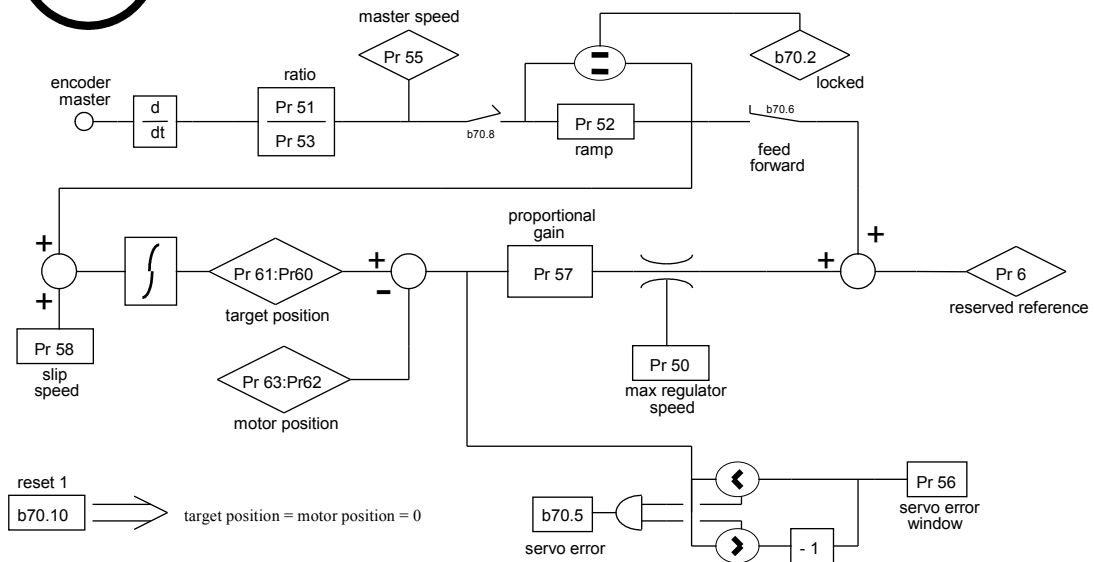 master speed
Pr 55
b70.2
locked
encoder
master
d
dt
ratio
Pr 51
Pr 53
b70.8
Pr 52
ramp
b70.6
feed
forward
+
+
Pr 58
slip
speed
Pr 61:Pr60
target position
+
-
Pr 63:Pr62
motor position
proportional
gain
Pr 57
Pr 50
max regulator
speed
+
+
Pr 6
reserved reference
reset 1
b70.10
target position = motor position = 0
b70.5
servo error
<
>
- 1
Pr 56
servo error
window
=
∫